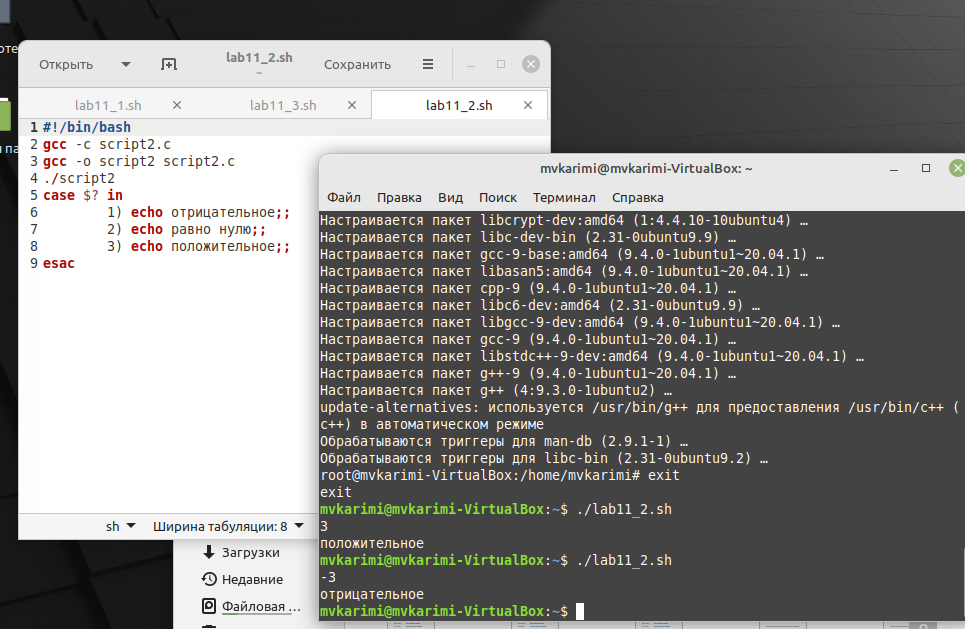 Открыть
lab11_2.sh
~
Сохранить
lab11_1.sh
lab11_3.sh
lab11_2.sh
1 #!/bin/bash
2 gcc -c script2.c
3 gcc -o script2 script2.c
4 ./script2
5 case $? in
6 1) echo отрицательное;;
7 2) echo равно нулю;;
8 3) echo положительное;;
9 esac
sh
Ширина табуляции: 8
Загрузки
Недавние
Файловая ...
mvkarimi@mvkarimi-VirtualBox: ~
Файл Правка Вид Поиск Терминал Справка
Настраивается пакет libcrypt-dev:amd64 (1:4.4.10-10ubuntu4) …
Настраивается пакет libc-dev-bin (2.31-0ubuntu9.9) …
Настраивается пакет gcc-9-base:amd64 (9.4.0-1ubuntu1~20.04.1) …
Настраивается пакет libasan5:amd64 (9.4.0-1ubuntu1~20.04.1) …
Настраивается пакет cpp-9 (9.4.0-1ubuntu1~20.04.1) …
Настраивается пакет libc6-dev:amd64 (2.31-0ubuntu9.9) …
Настраивается пакет libgcc-9-dev:amd64 (9.4.0-1ubuntu1~20.04.1) …
Настраивается пакет gcc-9 (9.4.0-1ubuntu1~20.04.1) …
Настраивается пакет libstdc++-9-dev:amd64 (9.4.0-1ubuntu1~20.04.1) …
Настраивается пакет g++-9 (9.4.0-1ubuntu1~20.04.1) …
Настраивается пакет g++ (4:9.3.0-1ubuntu2) …
update-alternatives: используется /usr/bin/g++ для предоставления /usr/bin/c++ (
c++) в автоматическом режиме
Обрабатываются триггеры для man-db (2.9.1-1) …
Обрабатываются триггеры для libc-bin (2.31-0ubuntu9.2) …
root@mvkarimi-VirtualBox:/home/mvkarimi# exit
exit
mvkarimi@mvkarimi-VirtualBox:~$ ./lab11_2.sh
3
положительное
mvkarimi@mvkarimi-VirtualBox:~$ ./lab11_2.sh
-3
отрицательное
mvkarimi@mvkarimi-VirtualBox:~$